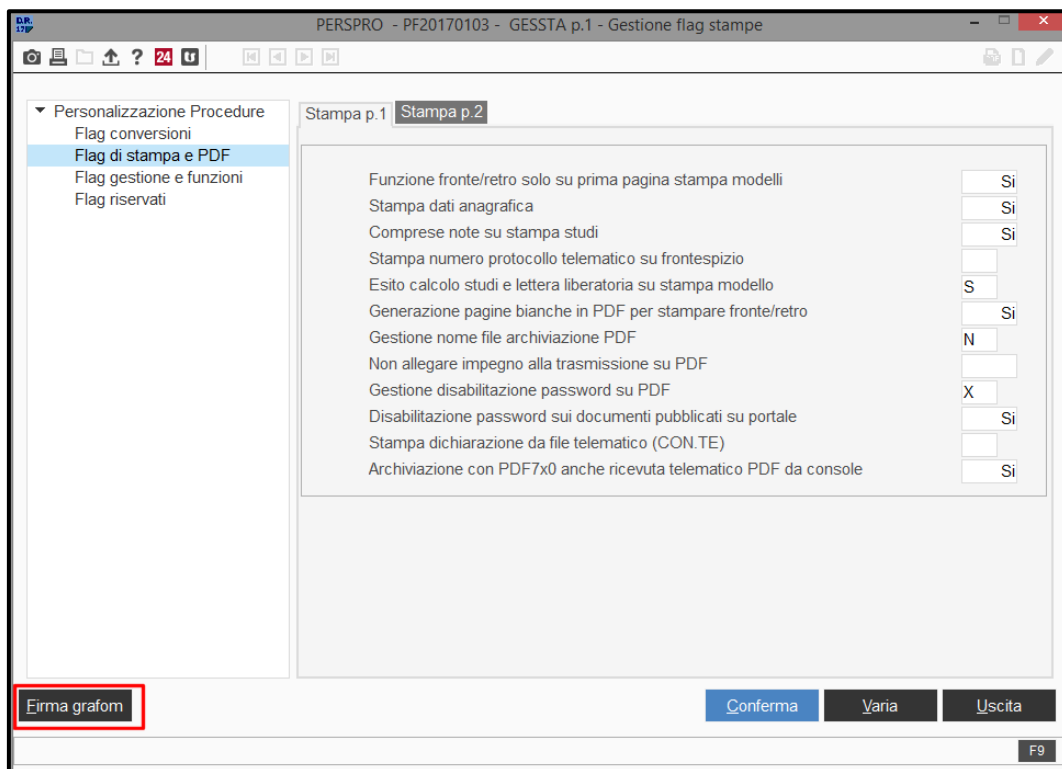 D.R.
17
PERSPRO - PF20170103 - GESSTA p.1 - Gestione flag stampe
? 24
Personalizzazione Procedure
Flag conversioni
Flag di stampa e PDF
Flag gestione e funzioni
Flag riservati
Stampa p.1 Stampa p.2
Funzione fronte/retro solo su prima pagina stampa modelli Si
Stampa dati anagrafica Si
Comprese note su stampa studi Si
Stampa numero protocollo telematico su frontespizio
Esito calcolo studi e lettera liberatoria su stampa modello S
Generazione pagine bianche in PDF per stampare fronte/retro Si
Gestione nome file archiviazione PDF N
Non allegare impegno alla trasmissione su PDF
Gestione disabilitazione password su PDF X
Disabilitazione password sui documenti pubblicati su portale Si
Stampa dichiarazione da file telematico (CON.TE)
Archiviazione con PDF7x0 anche ricevuta telematico PDF da console Si
Firma grafom Conferma Varia Uscita
F9